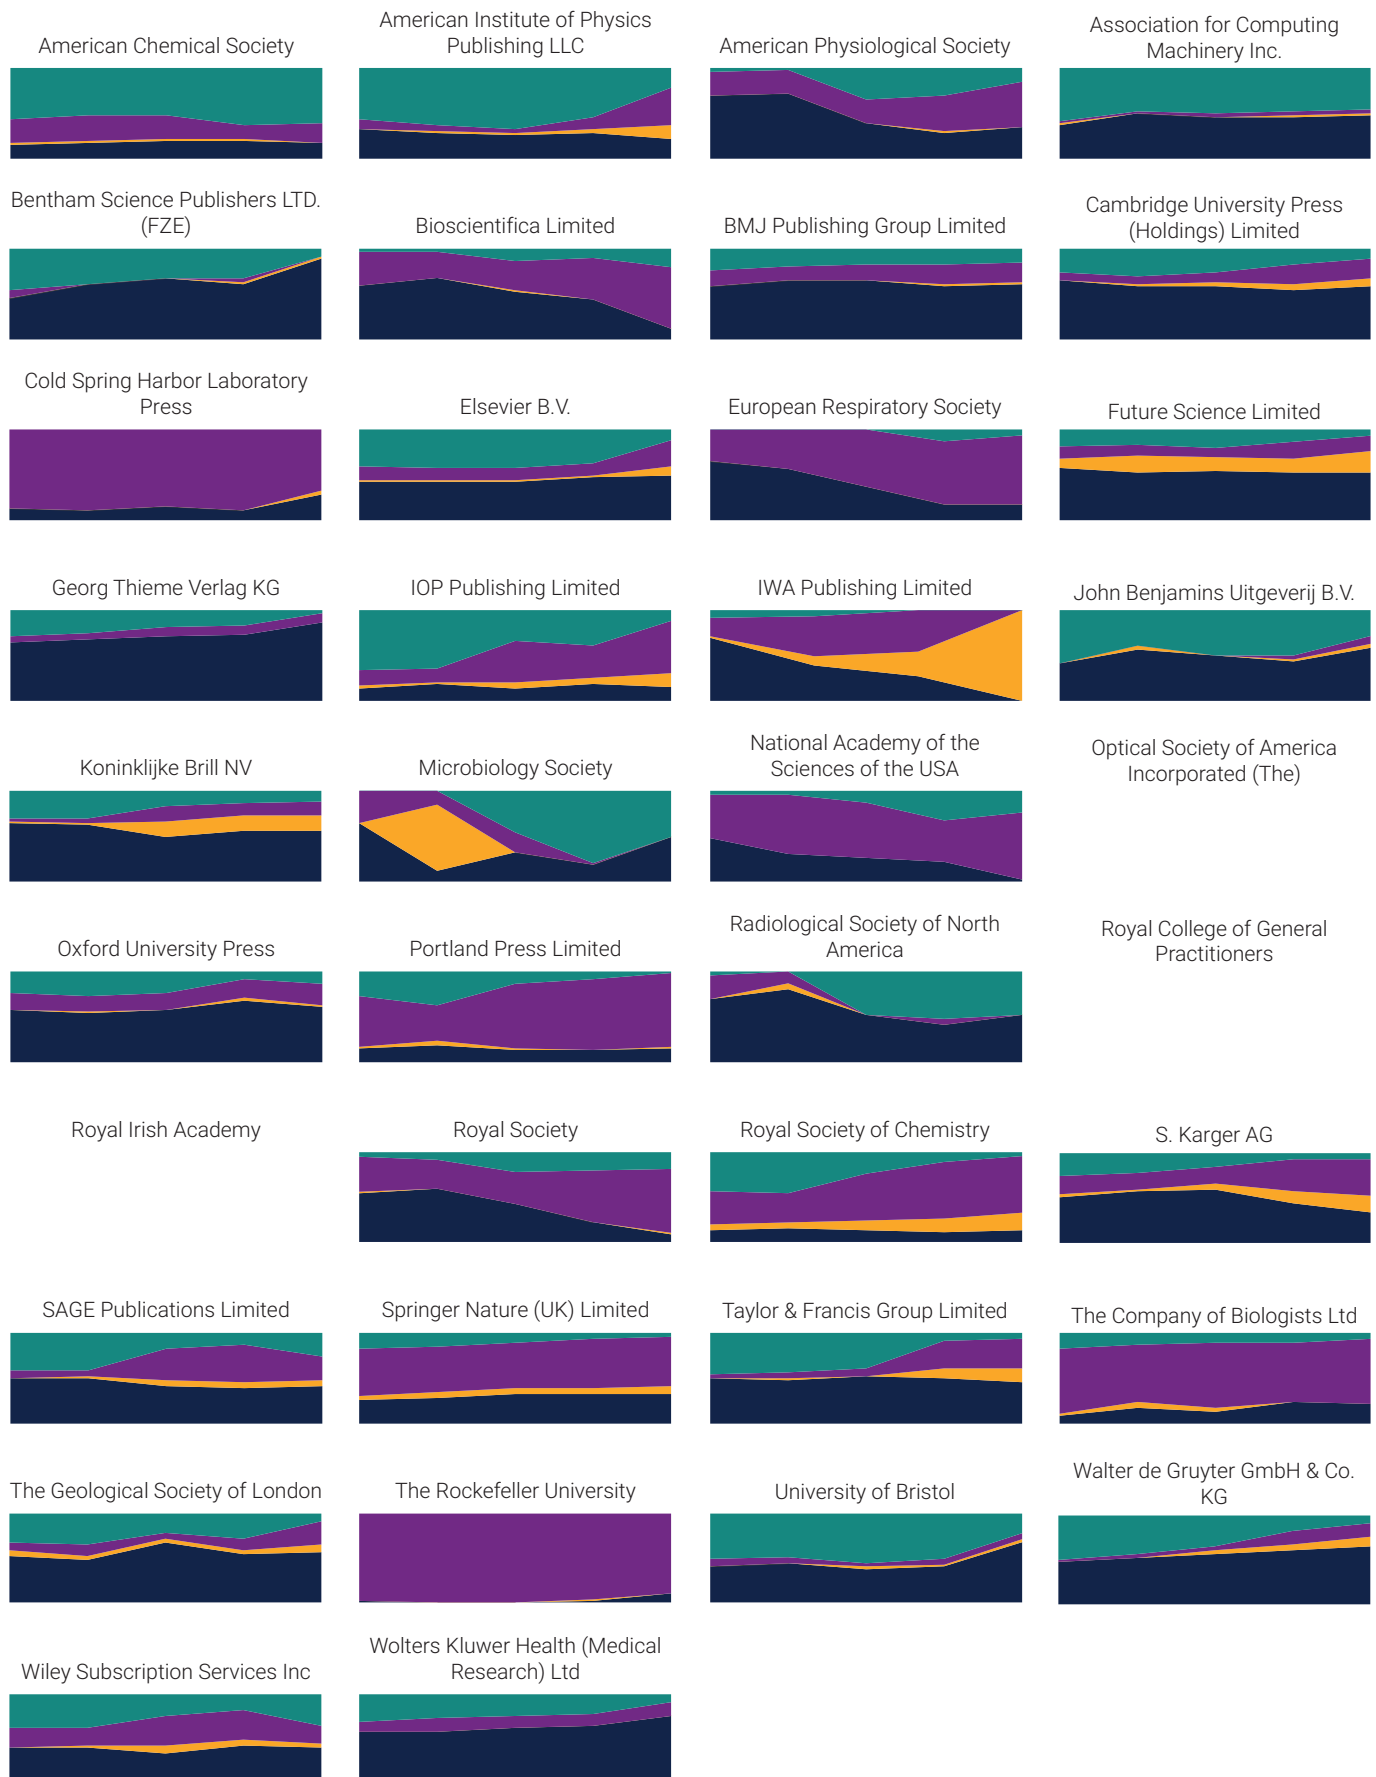 American Chemical Society
American Institute of Physics
Publishing LLC
American Physiological Society
Association for Computing
Machinery Inc.
Bentham Science Publishers LTD.
(FZE)
Bioscientifica Limited
BMJ Publishing Group Limited
Cambridge University Press
(Holdings) Limited
Cold Spring Harbor Laboratory
Press
Elsevier B.V.
European Respiratory Society
Future Science Limited
Georg Thieme Verlag KG
IOP Publishing Limited
IWA Publishing Limited
John Benjamins Uitgeverij B.V.
Koninklijke Brill NV
Microbiology Society
National Academy of the
Sciences of the USA
Optical Society of America
Incorporated (The)
Oxford University Press
Portland Press Limited
Radiological Society of North
America
Royal College of General
Practitioners
Royal Irish Academy
Royal Society
Royal Society of Chemistry
S. Karger AG
SAGE Publications Limited
Springer Nature (UK) Limited
Taylor & Francis Group Limited
The Company of Biologists Ltd
The Geological Society of London
The Rockefeller University
University of Bristol
Walter de Gruyter GmbH & Co.
KG
Wiley Subscription Services Inc
Wolters Kluwer Health (Medical
Research) Ltd